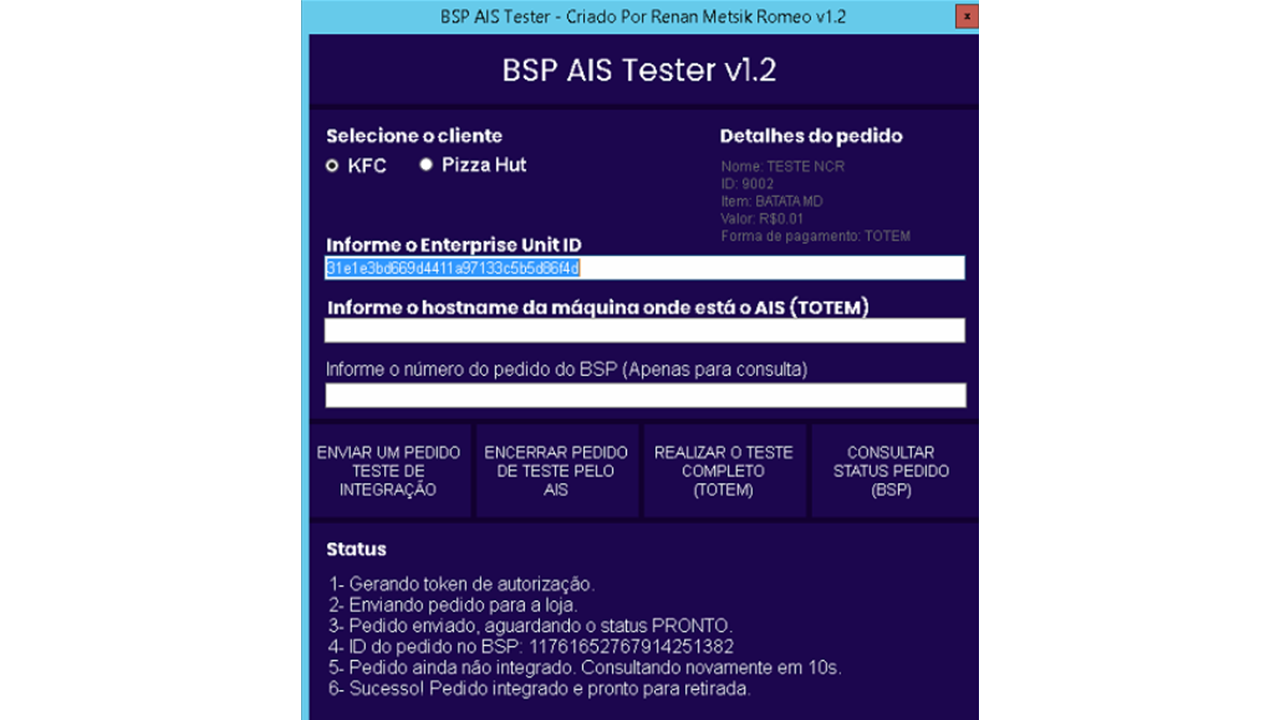 BSP AIS Tester - Criado Por Renan Metsik Romeo v1.2
x
BSP AIS Tester v1.2
Selecione o cliente
KFC
Pizza Hut
Detalhes do pedido
Nome: TESTE NCR
ID: 9002
Item: BATATA MD
Valor: R$0.01
Forma de pagamento: TOTEM
Informe o Enterprise Unit ID
31e1e3bd669d4411a97133c5b5d86f4d
Informe o hostname da máquina onde está o AIS (TOTEM)
Informe o número do pedido do BSP (Apenas para consulta)
ENVIAR UM PEDIDO
TESTE DE
INTEGRAÇÃO
ENCERRAR PEDIDO
DE TESTE PELO
AIS
REALIZAR O TESTE
COMPLETO
(TOTEM)
CONSULTAR
STATUS PEDIDO
(BSP)
Status
1- Gerando token de autorização.
2- Enviando pedido para a loja.
3- Pedido enviado, aguardando o status PRONTO.
4- ID do pedido no BSP: 11761652767914251382
5- Pedido ainda não integrado. Consultando novamente em 10s.
6- Sucesso! Pedido integrado e pronto para retirada.